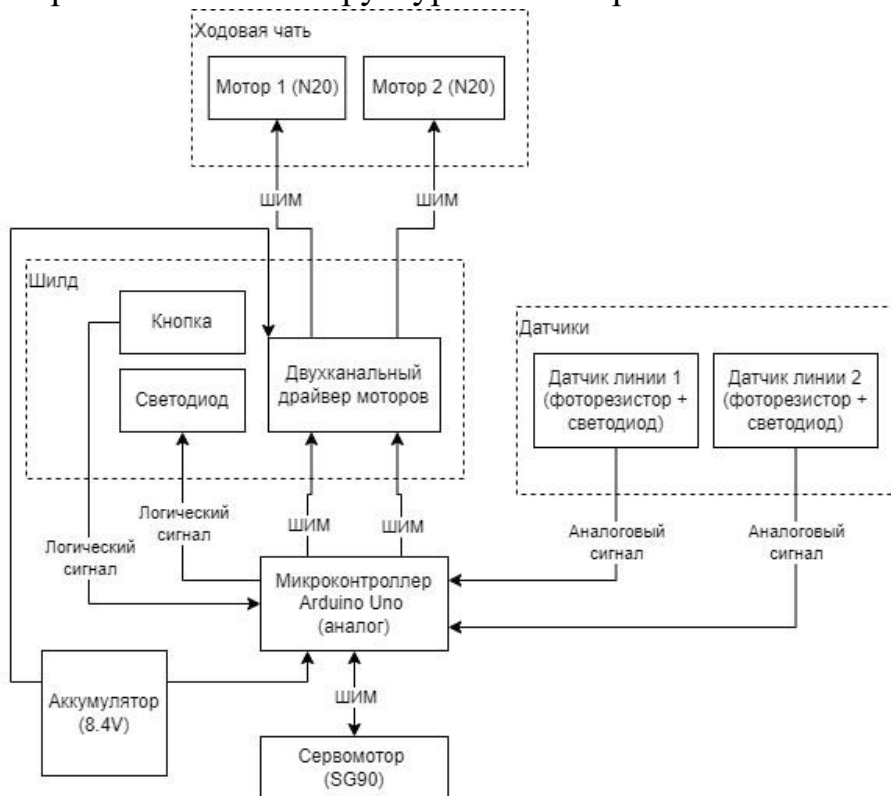 Ходовая чать
Мотор 1 (N20)
Мотор 2 (N20)
ШИМ
ШИМ
Шилд
Кнопка
Светодиод
Двухканальный
драйвер моторов
Датчики
Датчик линии 1
(фоторезистор +
светодиод)
Датчик линии 2
(фоторезистор +
светодиод)
Логический
сигнал
Логический
сигнал
ШИМ
ШИМ
Аналоговый
сигнал
Аналоговый
сигнал
Микроконтроллер
Arduino Uno
(аналог)
Аккумулятор
(8.4V)
ШИМ
Сервомотор
(SG90)